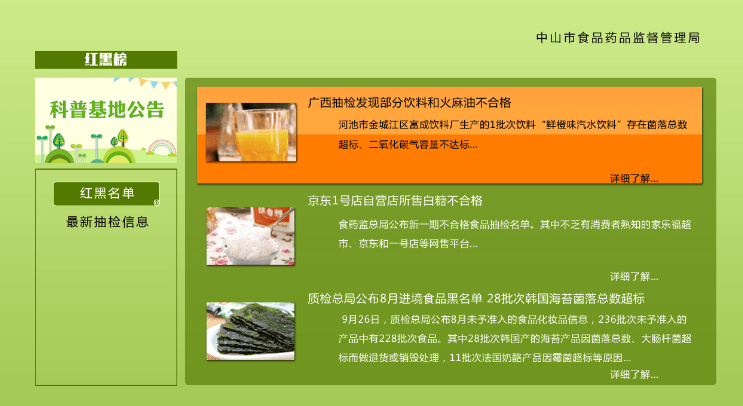 中山市食品药品监督管理局
红黑榜
科普基地公告
红黑名单
最新抽检信息
广西抽检发现部分饮料和火麻油不合格
河池市金城江区富成饮料厂生产的1批次饮料“鲜橙味汽水饮料”存在菌落总数
超标、二氧化碳气容量不达标...
详细了解...
京东1号店自营店所售白糖不合格
食药监总局公布新一期不合格食品抽检名单。其中不乏有消费者熟知的家乐福超
市、京东和一号店等网售平台...
详细了解...
质检总局公布8月进境食品黑名单 28批次韩国海苔菌落总数超标
9月26日，质检总局公布8月未予准入的食品化妆品信息，236批次未予准入的
产品中有228批次食品。其中28批次韩国产的海苔产品因菌落总数、大肠杆菌超
标而做退货或销毁处理，11批次法国奶酪产品因霉菌超标等原因...
详细了解...